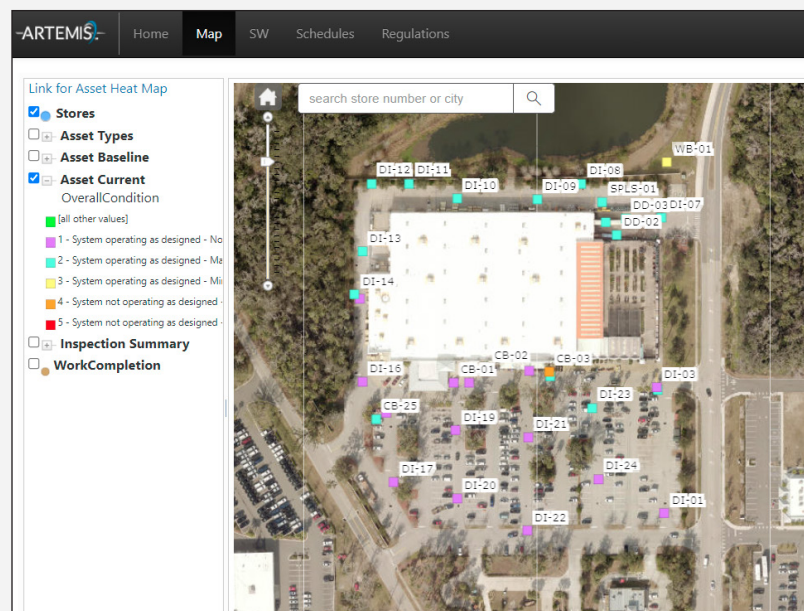 ARTEMIS
Home
Map
SW
Schedules
Regulations
Link for Asset Heat Map
Stores
Asset Types
Asset Baseline
Asset Current
OverallCondition
[all other values]
1 - System operating as designed - No
2 - System operating as designed - Ma
3 - System operating as designed - Mi
4 - System not operating as designed -
5 - System not operating as designed -
Inspection Summary
WorkCompletion
search store number or city
WB-01
DI-12
DI-11
DI-08
DI-10
DI-09
SPLS-01
DD-03
DI-07
DD-02
DI-13
DI-14
CB-02
CB-03
DI-16
CB-01
DI-03
DI-23
CB-25
DI-19
DI-21
DI-17
DI-24
DI-20
DI-01
DI-22